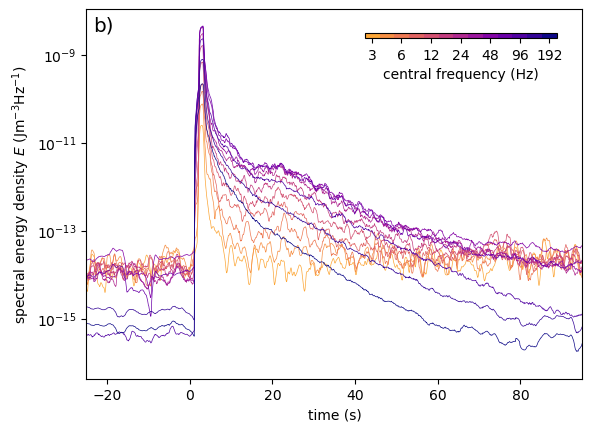 b)
3 6 12 24 48 96 192
central frequency (Hz)
spectral energy density E (Jm⁻³Hz⁻¹)
10⁻⁹
10⁻¹¹
10⁻¹³
10⁻¹⁵
−20 0 20 40 60 80
time (s)